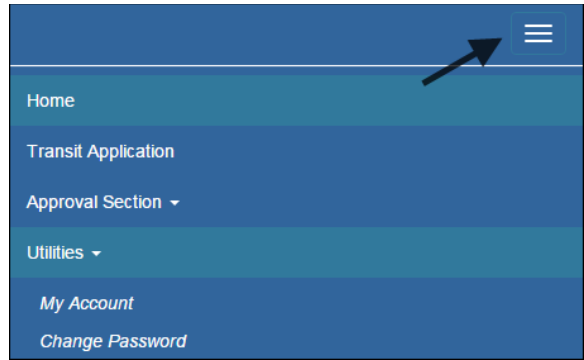 Home
Transit Application
Approval Section
Utilities
My Account
Change Password